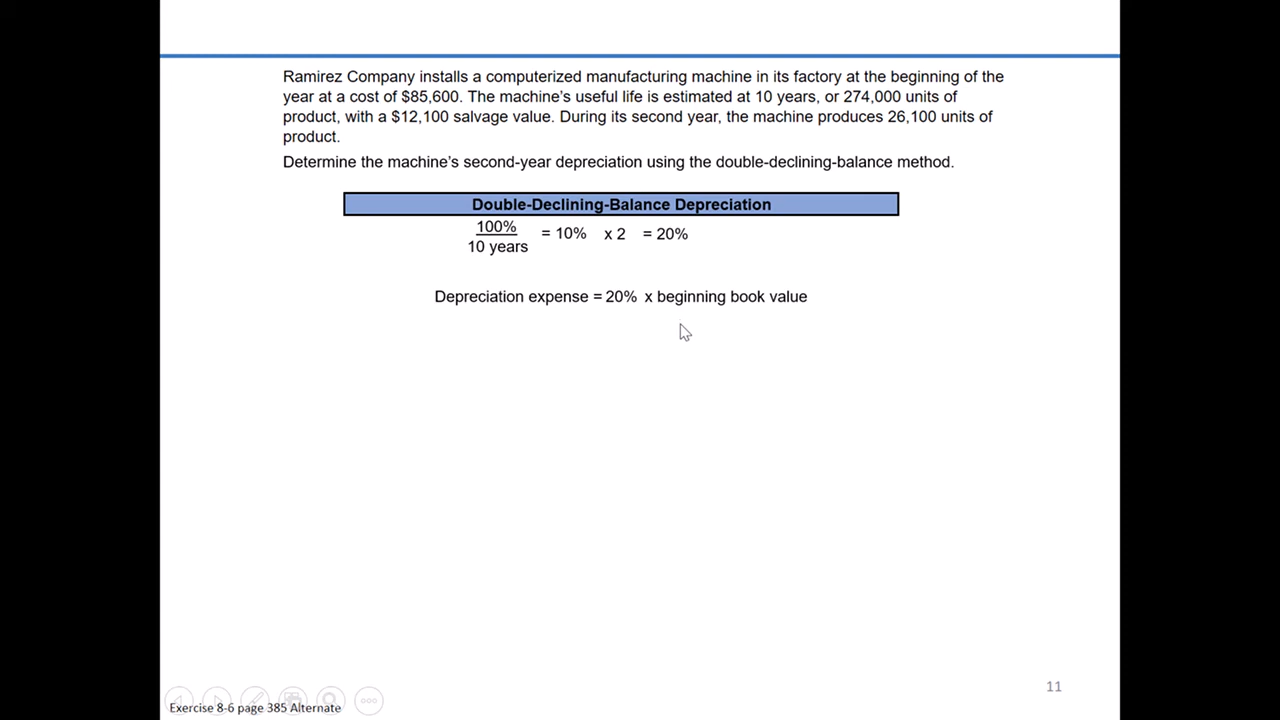 Ramirez Company installs a computerized manufacturing machine in its factory at the beginning of the
year at a cost of $85,600. The machine’s useful life is estimated at 10 years, or 274,000 units of
product, with a $12,100 salvage value. During its second year, the machine produces 26,100 units of
product.
Determine the machine’s second-year depreciation using the double-declining-balance method.
Double-Declining-Balance Depreciation
100%
10 years
= 10% x 2 = 20%
Depreciation expense = 20% x beginning book value
11
Exercise 8-6 page 385 Alternate